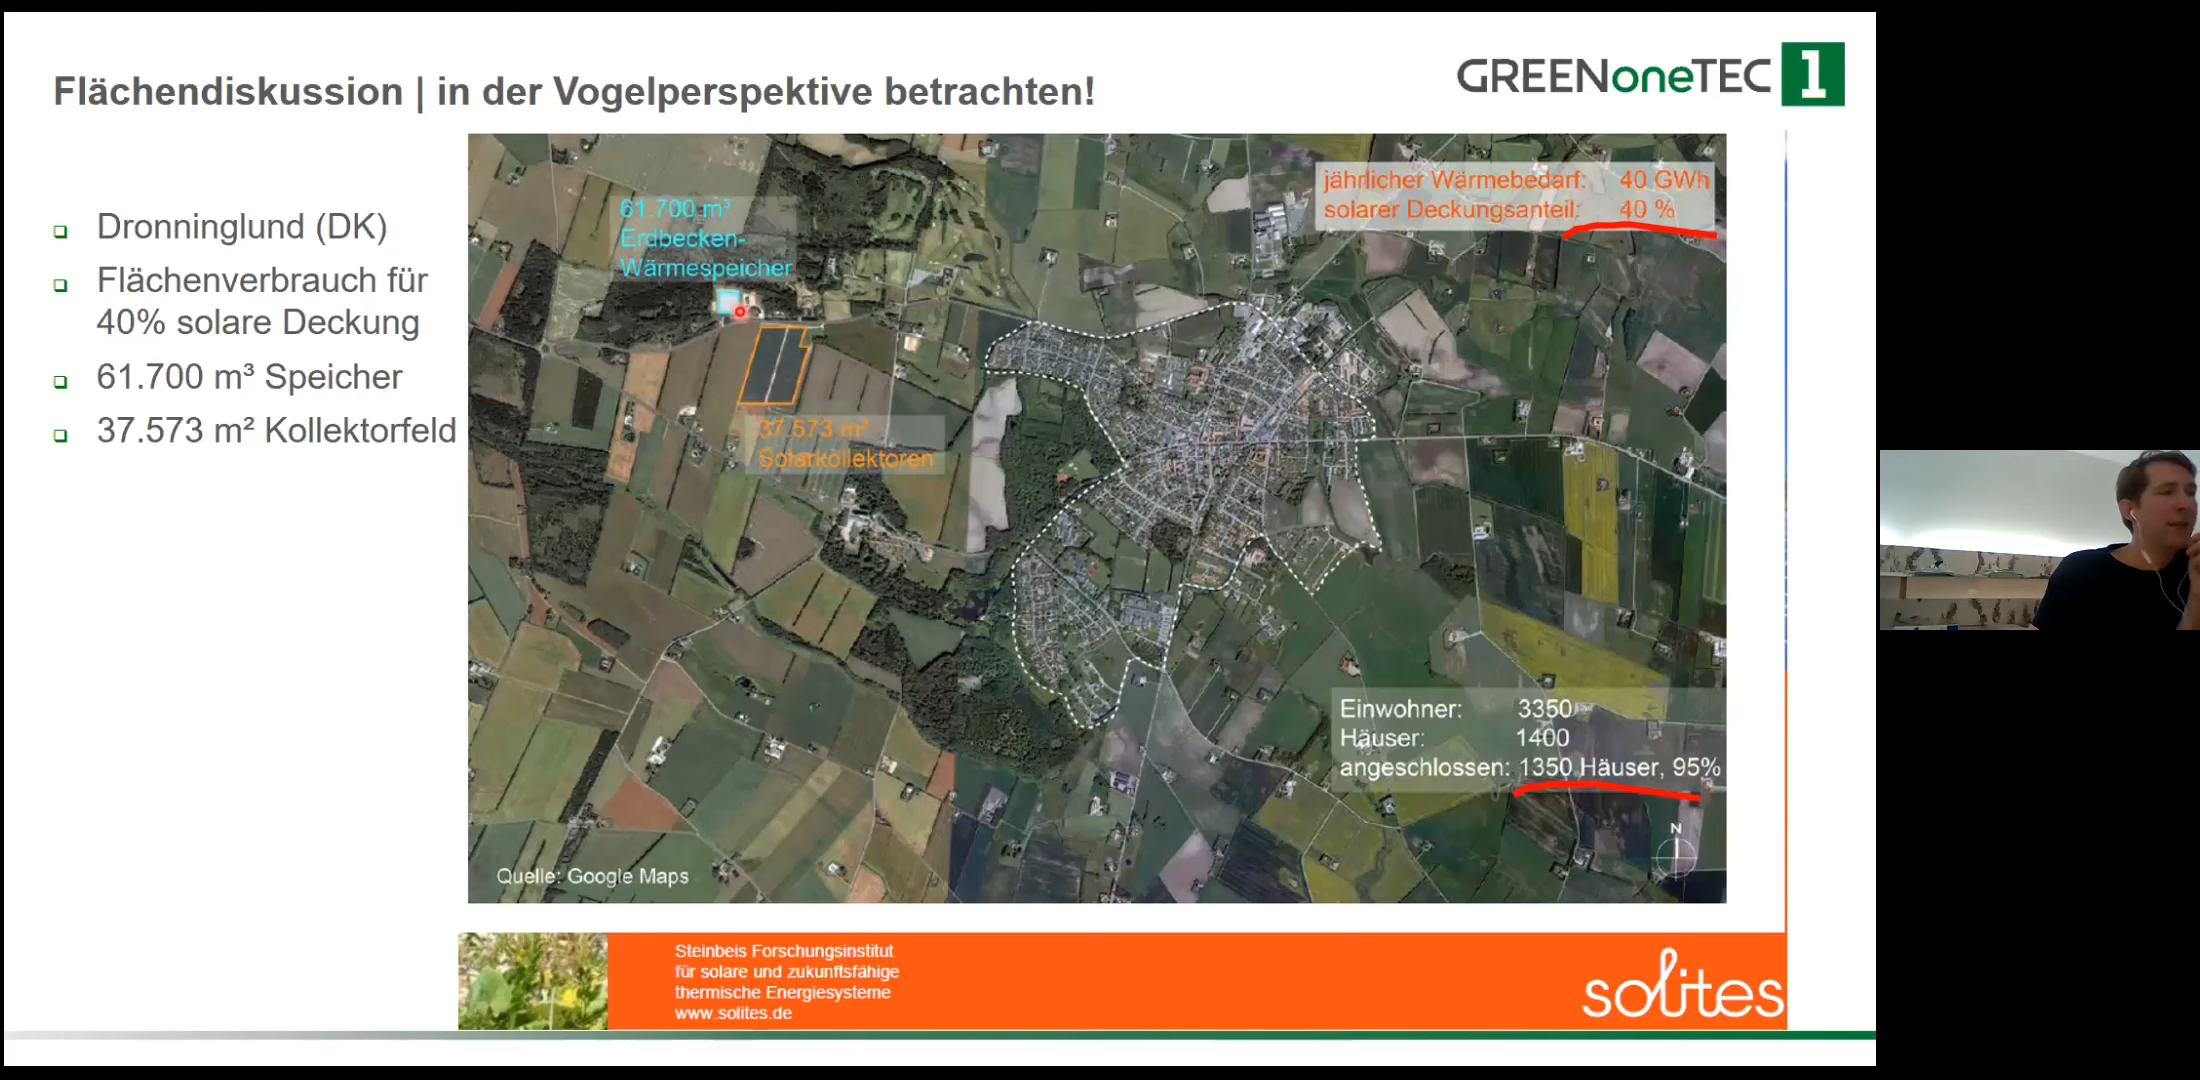 Flächendiskussion | in der Vogelperspektive betrachten!
GREENoneTEC 1
Dronninglund (DK)
Flächenverbrauch für
40% solare Deckung
61.700 m³ Speicher
37.573 m² Kollektorfeld
61.700 m³
Erdbecken-
Wärmespeicher
37.573 m²
Solarkollektoren
jährlicher Wärmebedarf: 40 GWh
solarer Deckungsanteil: 40 %
Einwohner: 3350
Häuser: 1400
angeschlossen: 1350 Häuser, 95%
N
Quelle: Google Maps
Steinbeis Forschungsinstitut
für solare und zukunftsfähige
thermische Energiesysteme
www.solites.de
solites